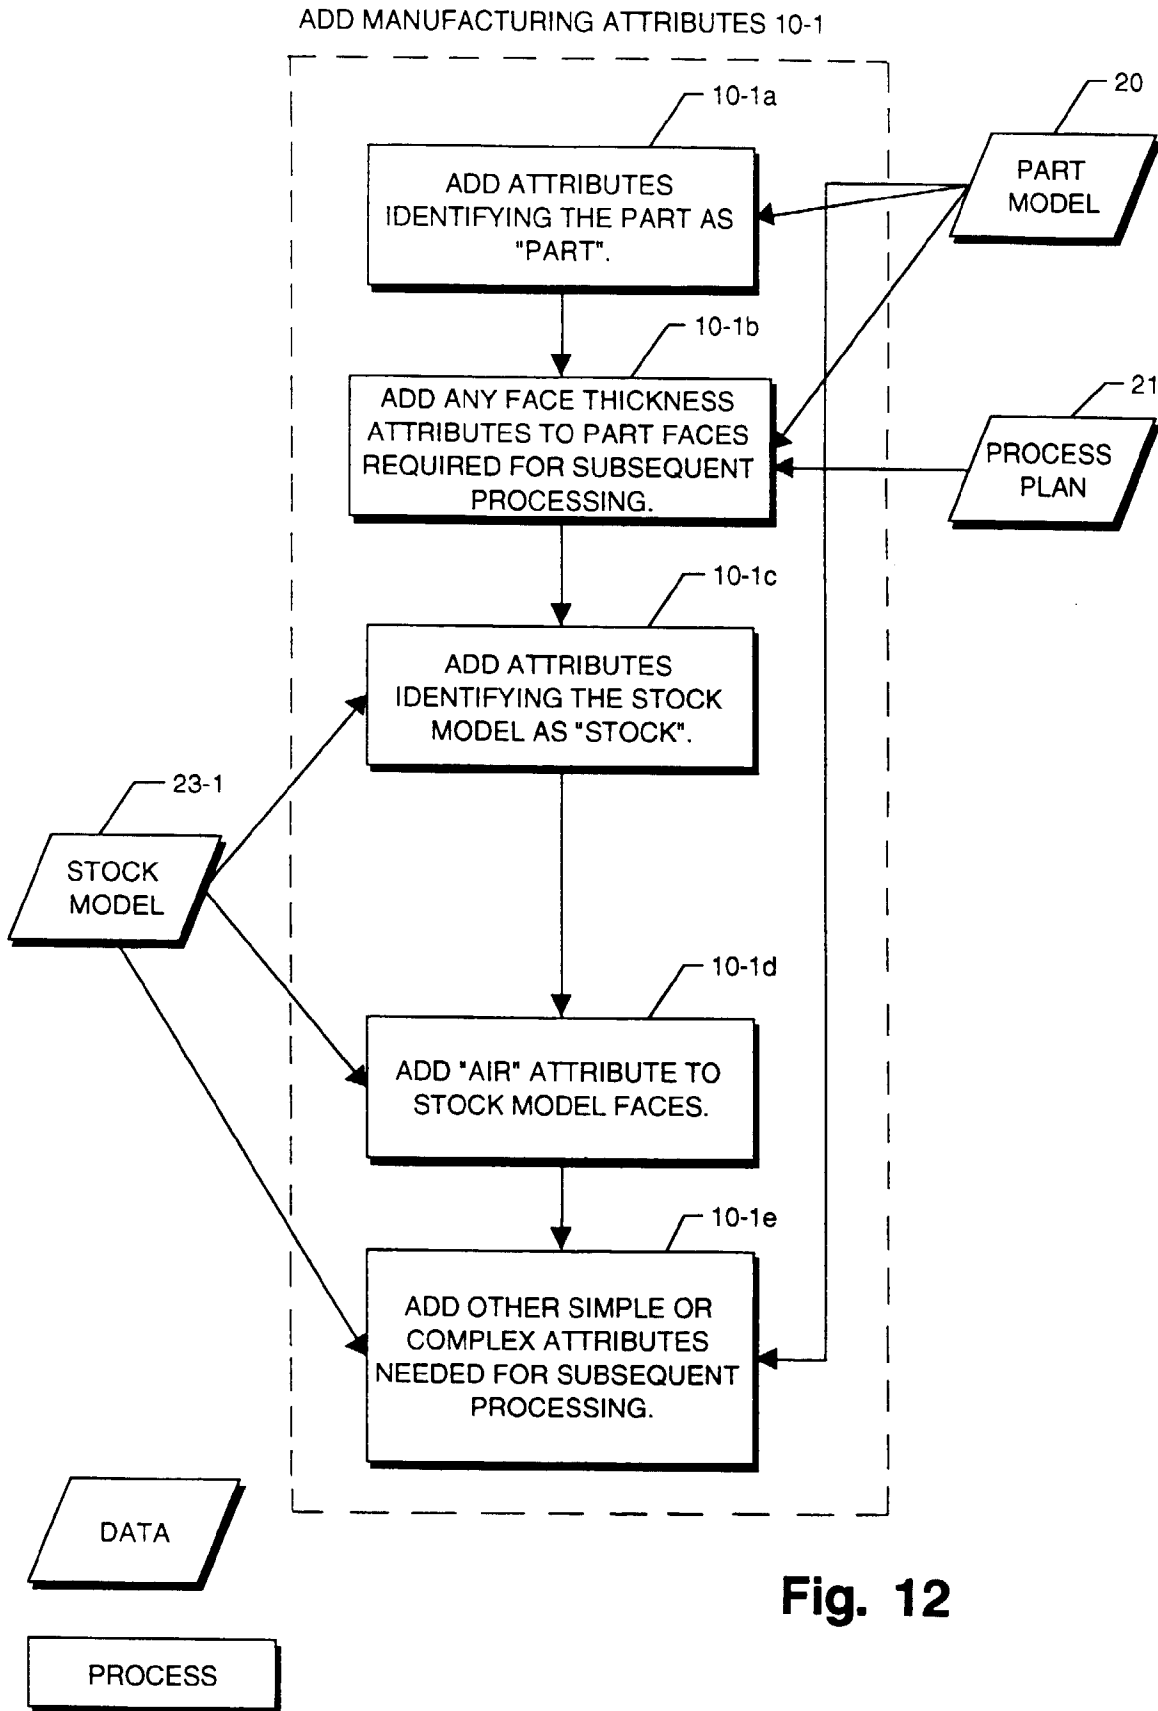 ADD MANUFACTURING ATTRIBUTES 10-1
10-1a
20
ADD ATTRIBUTES
IDENTIFYING THE PART AS
"PART".
PART
MODEL
10-1b
ADD ANY FACE THICKNESS
ATTRIBUTES TO PART FACES
REQUIRED FOR SUBSEQUENT
PROCESSING.
21
PROCESS
PLAN
10-1c
ADD ATTRIBUTES
IDENTIFYING THE STOCK
MODEL AS "STOCK".
23-1
STOCK
MODEL
10-1d
ADD "AIR" ATTRIBUTE TO
STOCK MODEL FACES.
10-1e
ADD OTHER SIMPLE OR
COMPLEX ATTRIBUTES
NEEDED FOR SUBSEQUENT
PROCESSING.
DATA
PROCESS
Fig. 12